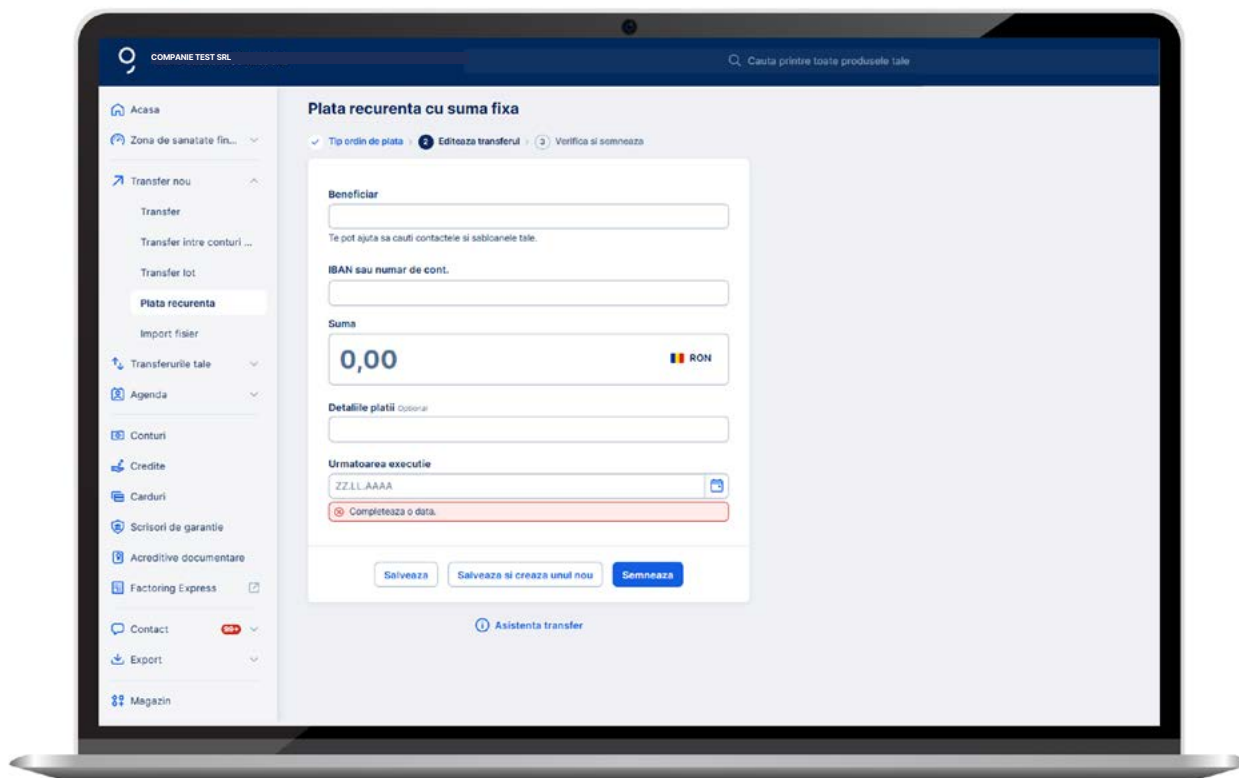 COMPANIE TEST SRL
Cauta printre toate produsele tale
Acasa
Zona de sanatate fin...
Transfer nou
Transfer
Transfer intre conturi ...
Transfer lot
Plata recurenta
Import fisier
Transferurile tale
Agenda
Conturi
Credite
Carduri
Scrisori de garantie
Acreditive documentare
Factoring Express
Contact 99+
Export
Magazin
Plata recurenta cu suma fixa
Tip ordin de plata 2 Editeaza transferul 3 Verifica si semneaza
Beneficiar
Te pot ajuta sa cauti contactele si sabloanele tale.
IBAN sau numar de cont.
Suma
0,00 RON
Detaliile platii Optional
Urmatoarea executie
ZZ.LL.AAAA
Completeaza o data.
Salveaza Salveaza si creaza unul nou Semneaza
Asistenta transfer